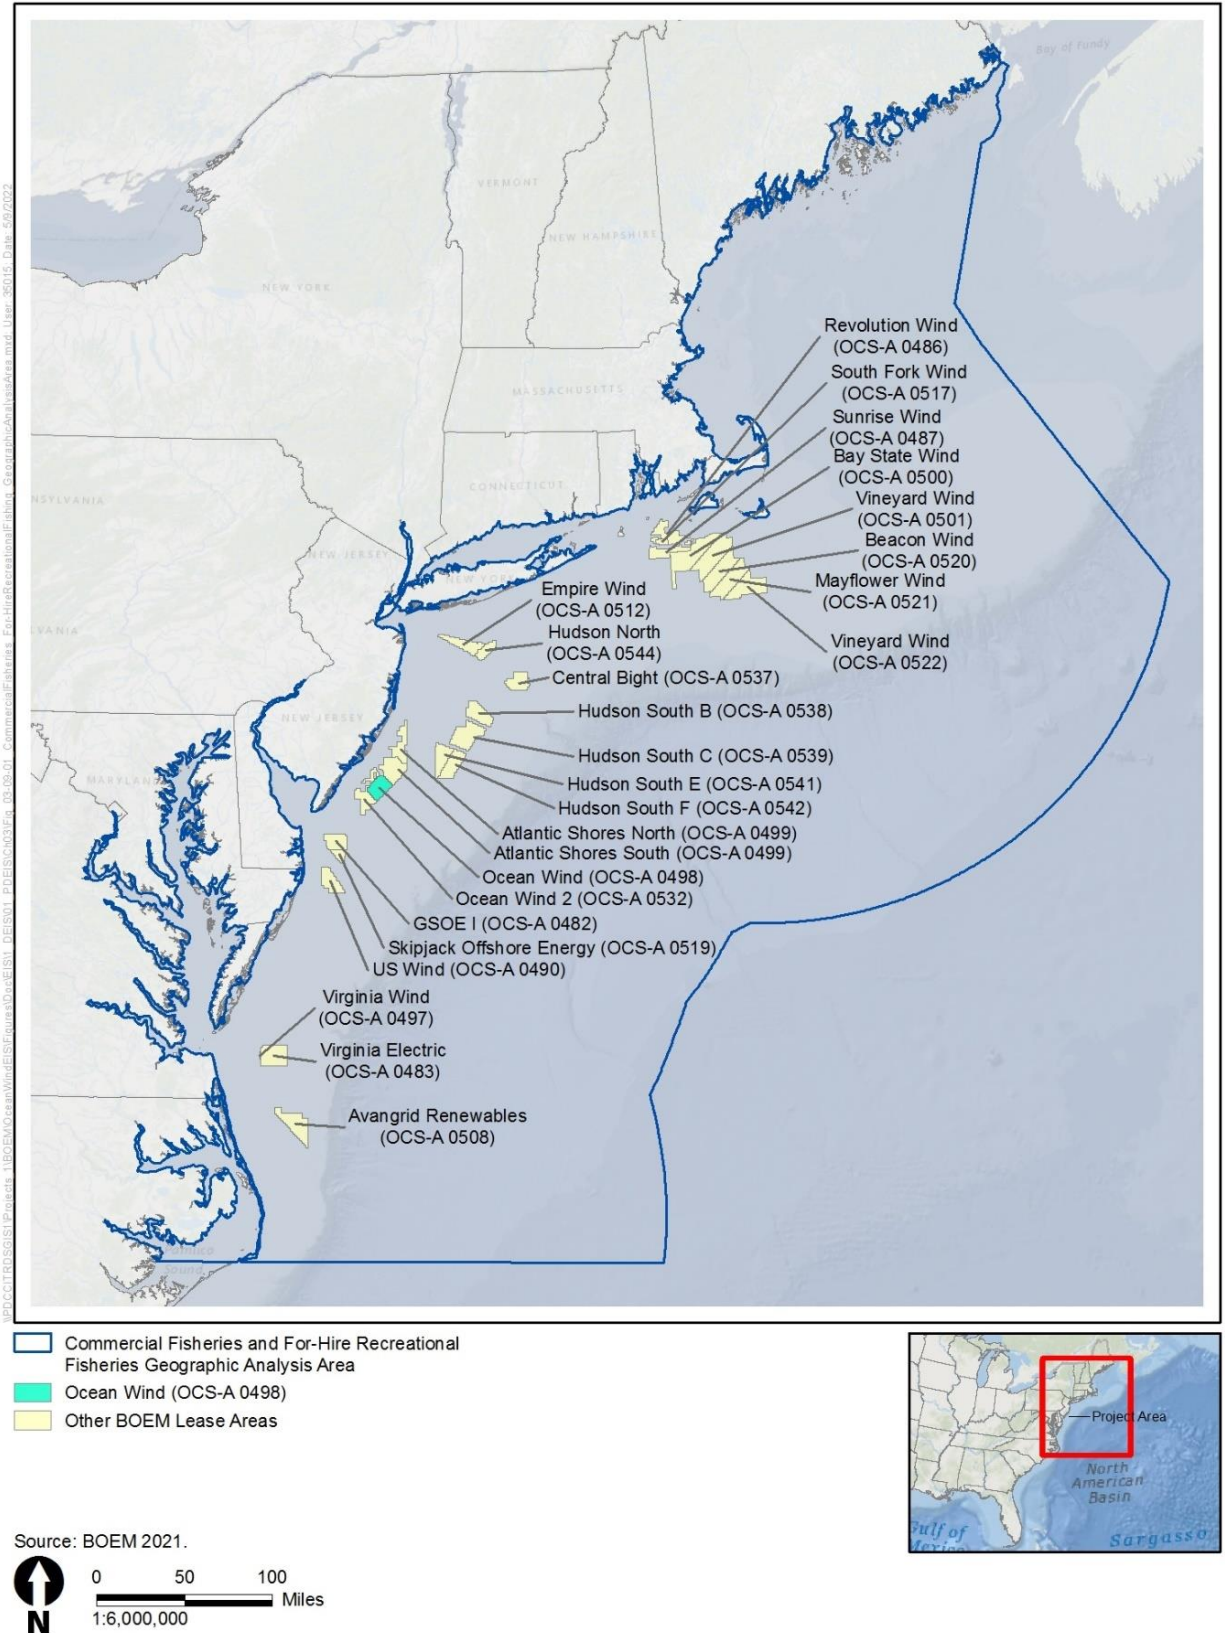 Bay of Fundy
VERMONT
NEW HAMPSHIRE
NEW YORK
MASSACHUSETTS
CONNECTICUT
NSYLVANIA
NEW JERSEY
NEW YORK
LVANIA
NEW JERSEY
MARYLAND
Pamlico
Sound
Revolution Wind
(OCS-A 0486)
South Fork Wind
(OCS-A 0517)
Sunrise Wind
(OCS-A 0487)
Bay State Wind
(OCS-A 0500)
Vineyard Wind
(OCS-A 0501)
Beacon Wind
(OCS-A 0520)
Mayflower Wind
(OCS-A 0521)
Vineyard Wind
(OCS-A 0522)
Empire Wind
(OCS-A 0512)
Hudson North
(OCS-A 0544)
Central Bight (OCS-A 0537)
Hudson South B (OCS-A 0538)
Hudson South C (OCS-A 0539)
Hudson South E (OCS-A 0541)
Hudson South F (OCS-A 0542)
Atlantic Shores North (OCS-A 0499)
Atlantic Shores South (OCS-A 0499)
Ocean Wind (OCS-A 0498)
Ocean Wind 2 (OCS-A 0532)
GSOE I (OCS-A 0482)
Skipjack Offshore Energy (OCS-A 0519)
US Wind (OCS-A 0490)
Virginia Wind
(OCS-A 0497)
Virginia Electric
(OCS-A 0483)
Avangrid Renewables
(OCS-A 0508)
Commercial Fisheries and For-Hire Recreational
Fisheries Geographic Analysis Area
Ocean Wind (OCS-A 0498)
Other BOEM Lease Areas
Project Area
North
American
Basin
Gulf of
Mexico
Sargasso
Source: BOEM 2021.
0 50 100
Miles
1:6,000,000
N